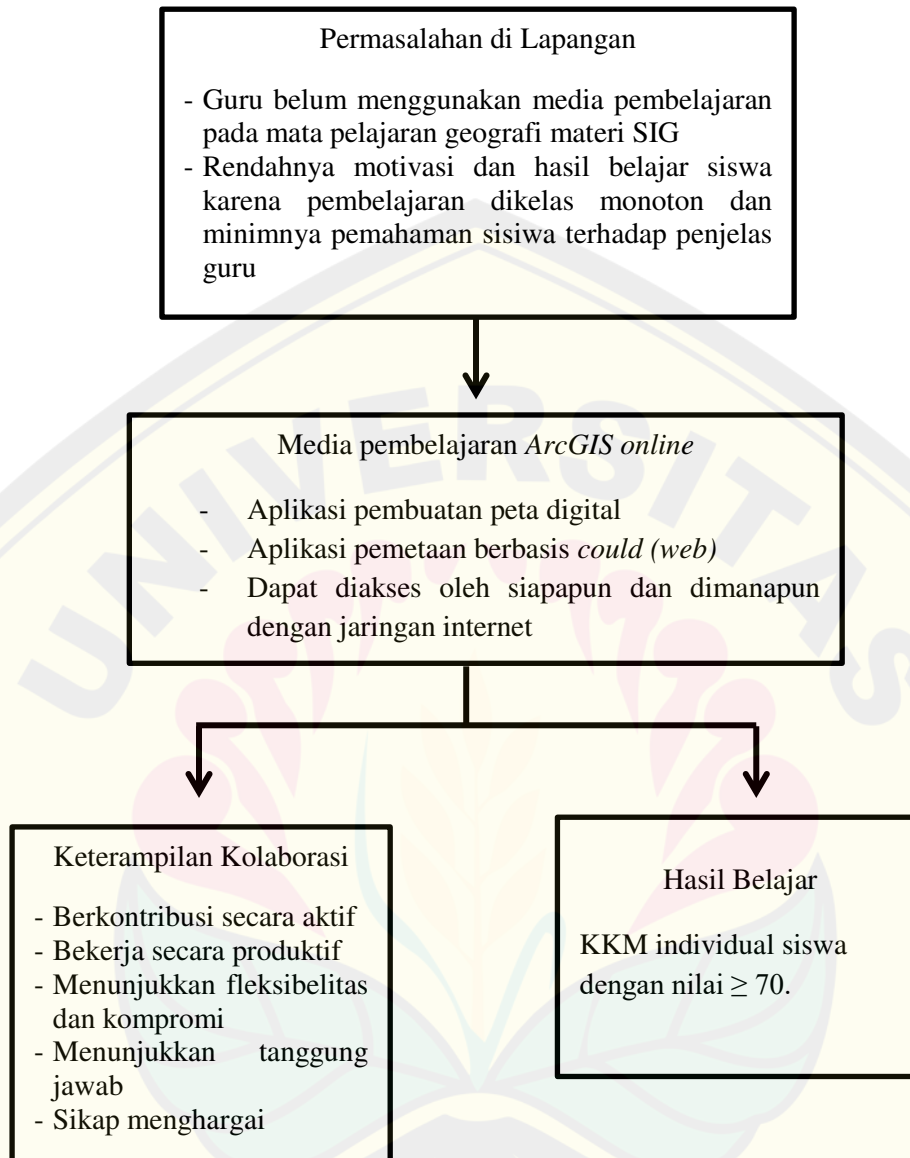 Permasalahan di Lapangan
- Guru belum menggunakan media pembelajaran
pada mata pelajaran geografi materi SIG
- Rendahnya motivasi dan hasil belajar siswa
karena pembelajaran dikelas monoton dan
minimnya pemahaman sisiwa terhadap penjelas
guru
UNIVERSITAS
Media pembelajaran ArcGIS online
- Aplikasi pembuatan peta digital
- Aplikasi pemetaan berbasis could (web)
- Dapat diakses oleh siapapun dan dimanapun
dengan jaringan internet
Keterampilan Kolaborasi
- Berkontribusi secara aktif
- Bekerja secara produktif
- Menunjukkan fleksibelitas
dan kompromi
- Menunjukkan tanggung
jawab
- Sikap menghargai
Hasil Belajar
KKM individual siswa
dengan nilai ≥ 70.